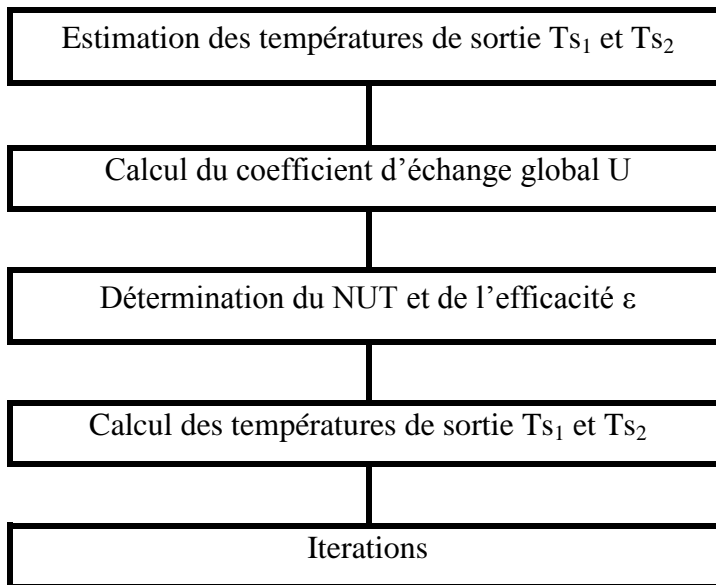 Estimation des températures de sortie Ts₁ et Ts₂
Calcul du coefficient d’échange global U
Détermination du NUT et de l’efficacité ε
Calcul des températures de sortie Ts₁ et Ts₂
Iterations